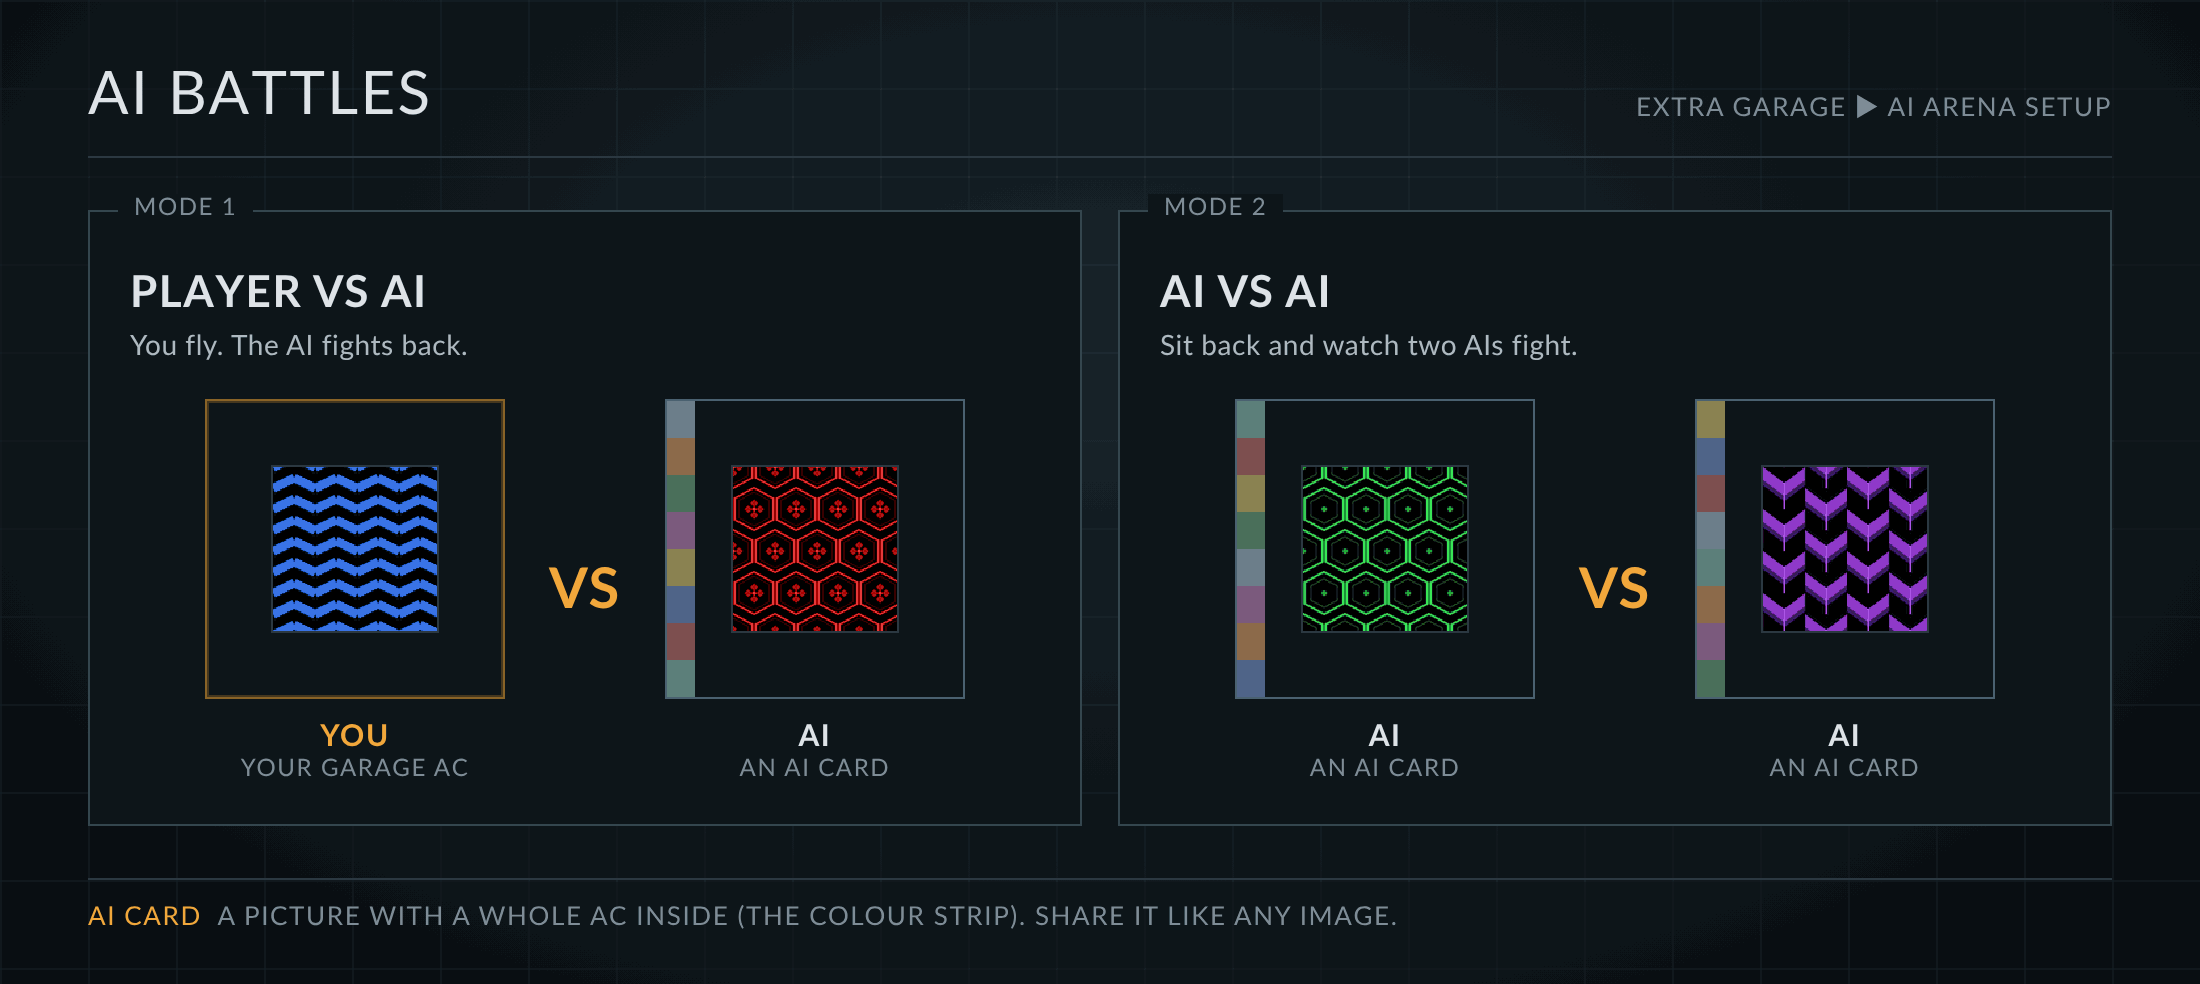 AI BATTLES
EXTRA GARAGE ▶ AI ARENA SETUP
MODE 1
PLAYER VS AI
You fly. The AI fights back.
VS
YOU
YOUR GARAGE AC
AI
AN AI CARD
MODE 2
AI VS AI
Sit back and watch two AIs fight.
VS
AI
AN AI CARD
AI
AN AI CARD
AI CARD A PICTURE WITH A WHOLE AC INSIDE (THE COLOUR STRIP). SHARE IT LIKE ANY IMAGE.